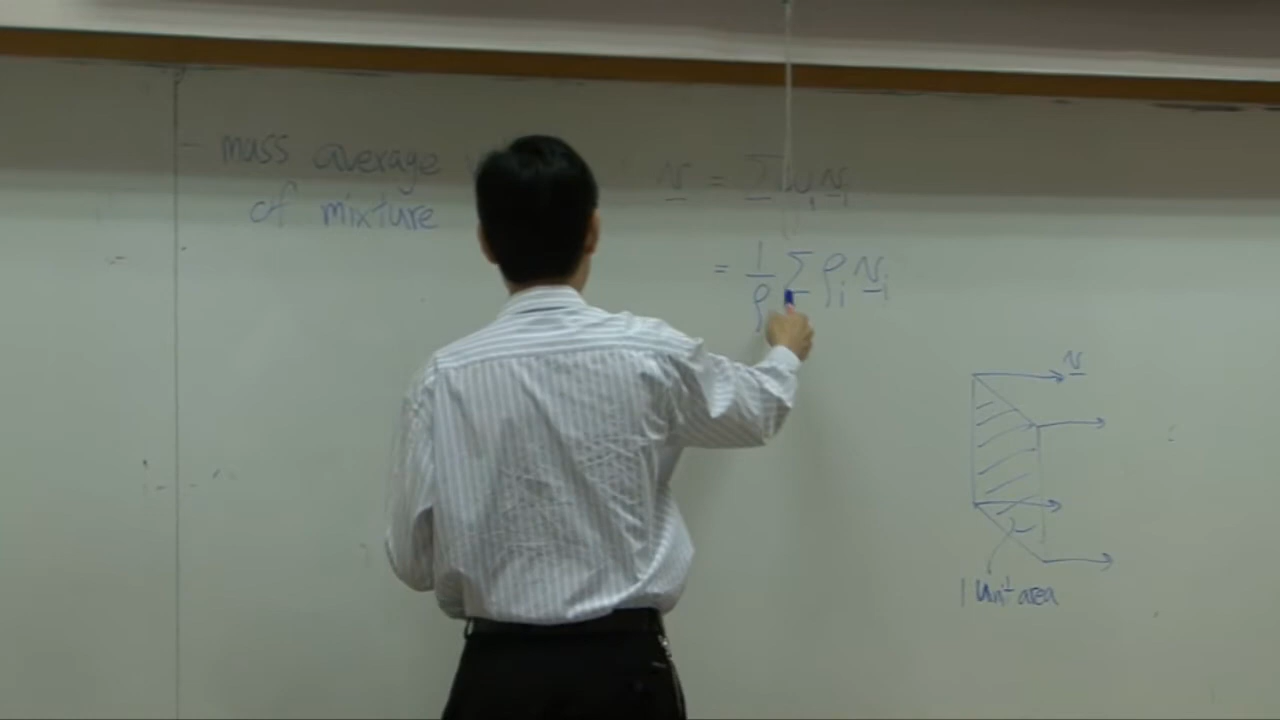 - mass average
of mixture
v = Σ ωᵢ vᵢ
= 1/ρ Σ ρᵢ vᵢ
v
1 Unit area